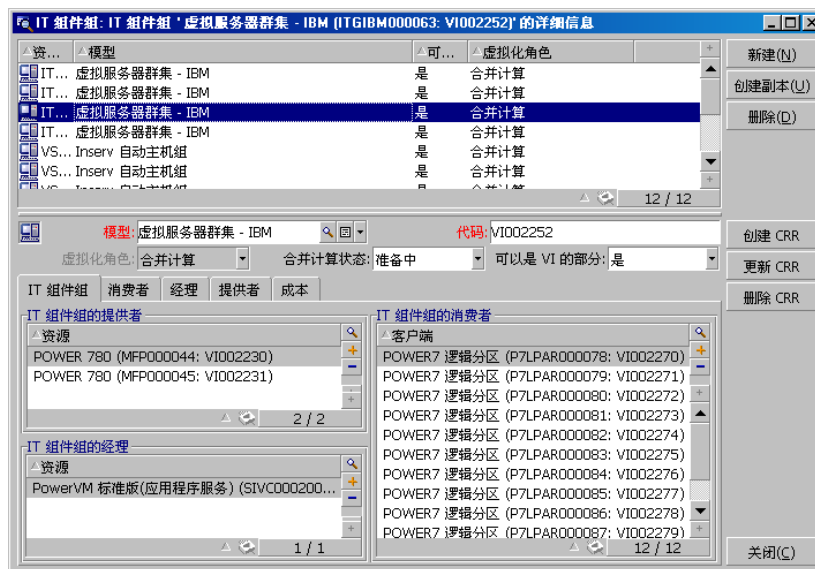 IT 组件组: IT 组件组 '虚拟服务器群集 - IBM (ITGIBM000063: VI002252)' 的详细信息
资... 模型 可... 虚拟化角色
IT... 虚拟服务器群集 - IBM 是 合并计算
IT... 虚拟服务器群集 - IBM 是 合并计算
IT... 虚拟服务器群集 - IBM 是 合并计算
IT... 虚拟服务器群集 - IBM 是 合并计算
VS... Inserv 自动主机组 是 合并计算
VS... Inserv 自动主机组 是 合并计算
12 / 12
新建(N)
创建副本(U)
删除(D)
模型: 虚拟服务器群集 - IBM 代码: VI002252
虚拟化角色: 合并计算 合并计算状态: 准备中 可以是 VI 的部分: 是
创建 CRR
更新 CRR
删除 CRR
IT 组件组 消费者 经理 提供者 成本
IT 组件组的提供者
资源
POWER 780 (MFP000044: VI002230)
POWER 780 (MFP000045: VI002231)
2 / 2
IT 组件组的经理
资源
PowerVM 标准版(应用程序服务) (SIVC000200...
1 / 1
IT 组件组的消费者
客户端
POWER7 逻辑分区 (P7LPAR000078: VI002270)
POWER7 逻辑分区 (P7LPAR000079: VI002271)
POWER7 逻辑分区 (P7LPAR000080: VI002272)
POWER7 逻辑分区 (P7LPAR000081: VI002273)
POWER7 逻辑分区 (P7LPAR000082: VI002274)
POWER7 逻辑分区 (P7LPAR000083: VI002275)
POWER7 逻辑分区 (P7LPAR000084: VI002276)
POWER7 逻辑分区 (P7LPAR000085: VI002277)
POWER7 逻辑分区 (P7LPAR000086: VI002278)
POWER7 逻辑分区 (P7LPAR000087: VI002279)
12 / 12
关闭(C)